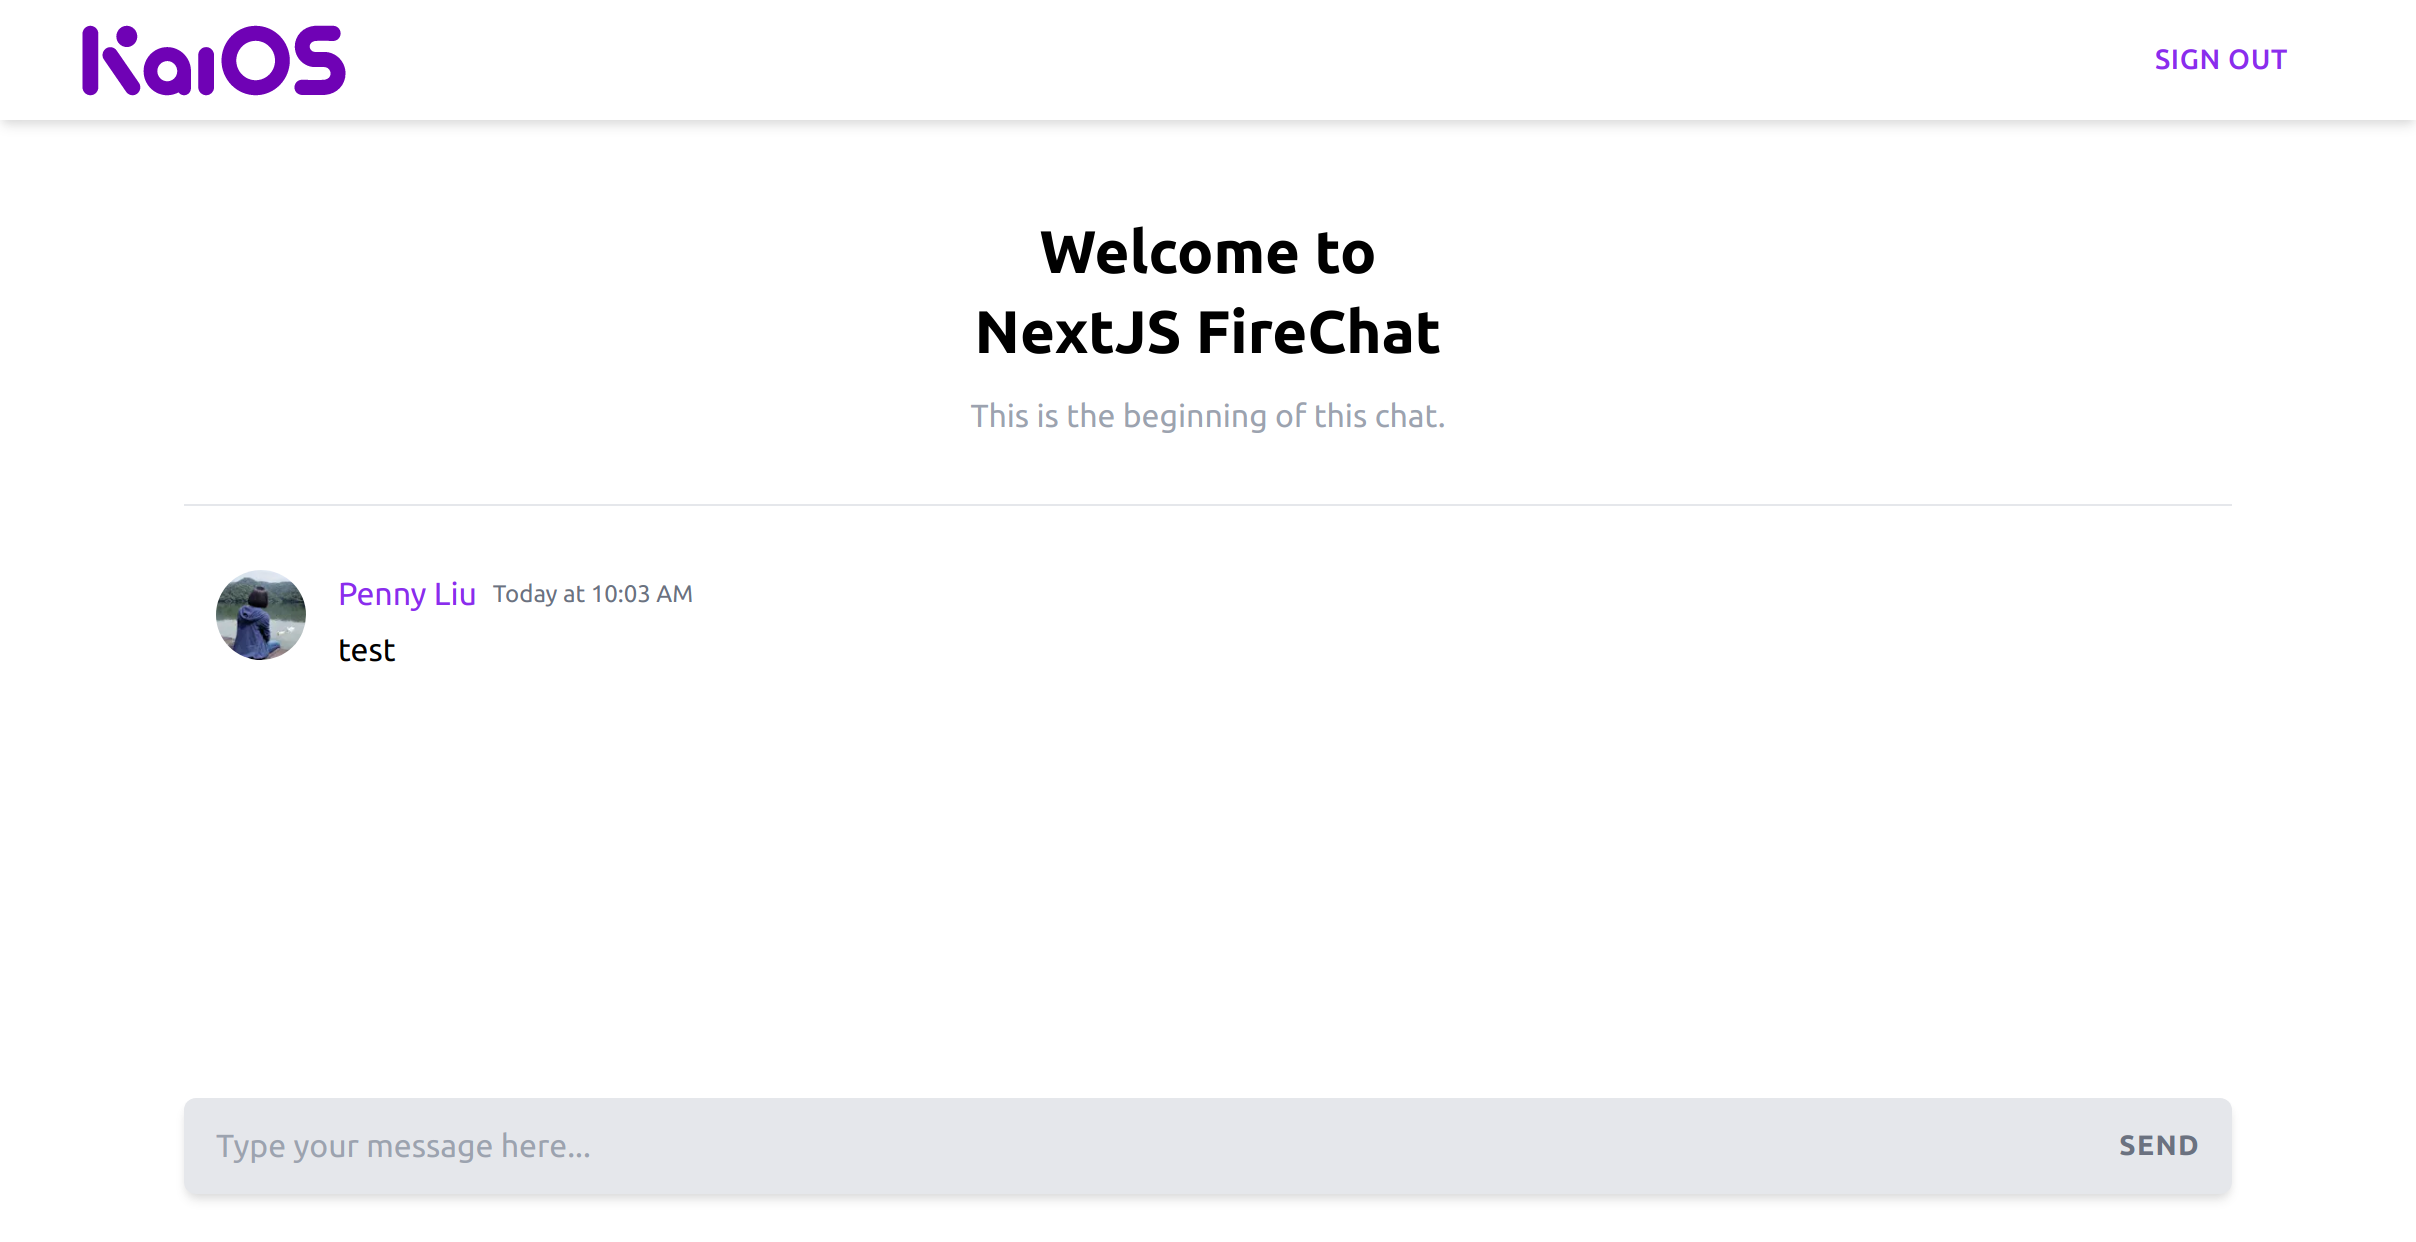 KaiOS
SIGN OUT
Welcome to
NextJS FireChat
This is the beginning of this chat.
Penny Liu Today at 10:03 AM
test
Type your message here...
SEND